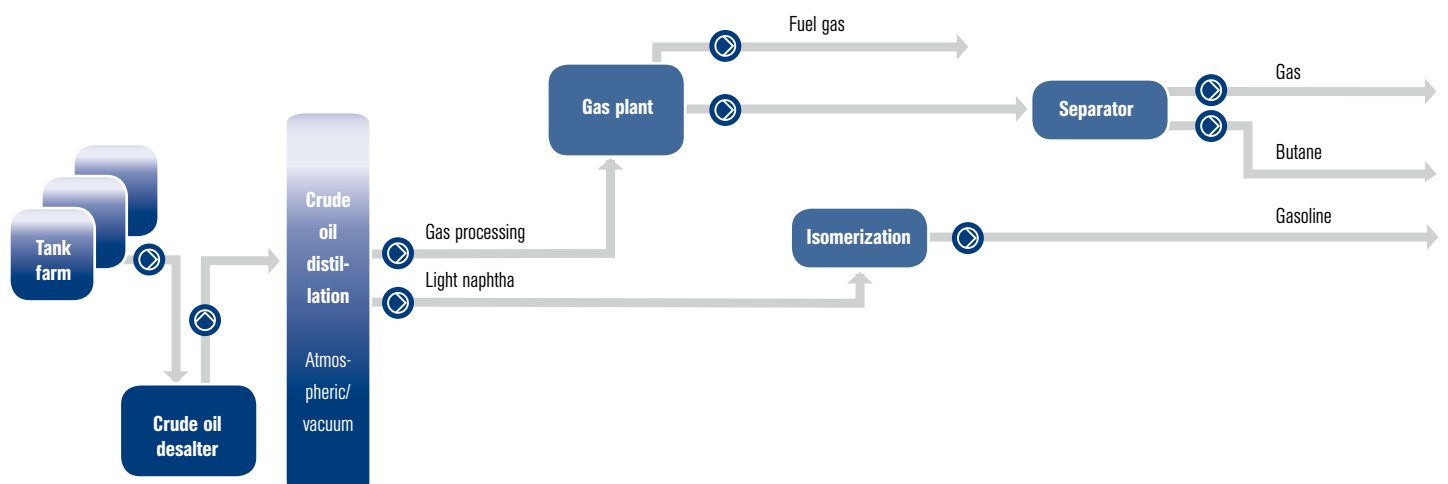 Fuel gas
Gas plant
Gas
Separator
Butane
Crude
oil
distil-
lation
Atmos-
pheric/
vacuum
Gas processing
Light naphtha
Isomerization
Gasoline
Tank
farm
Crude oil
desalter